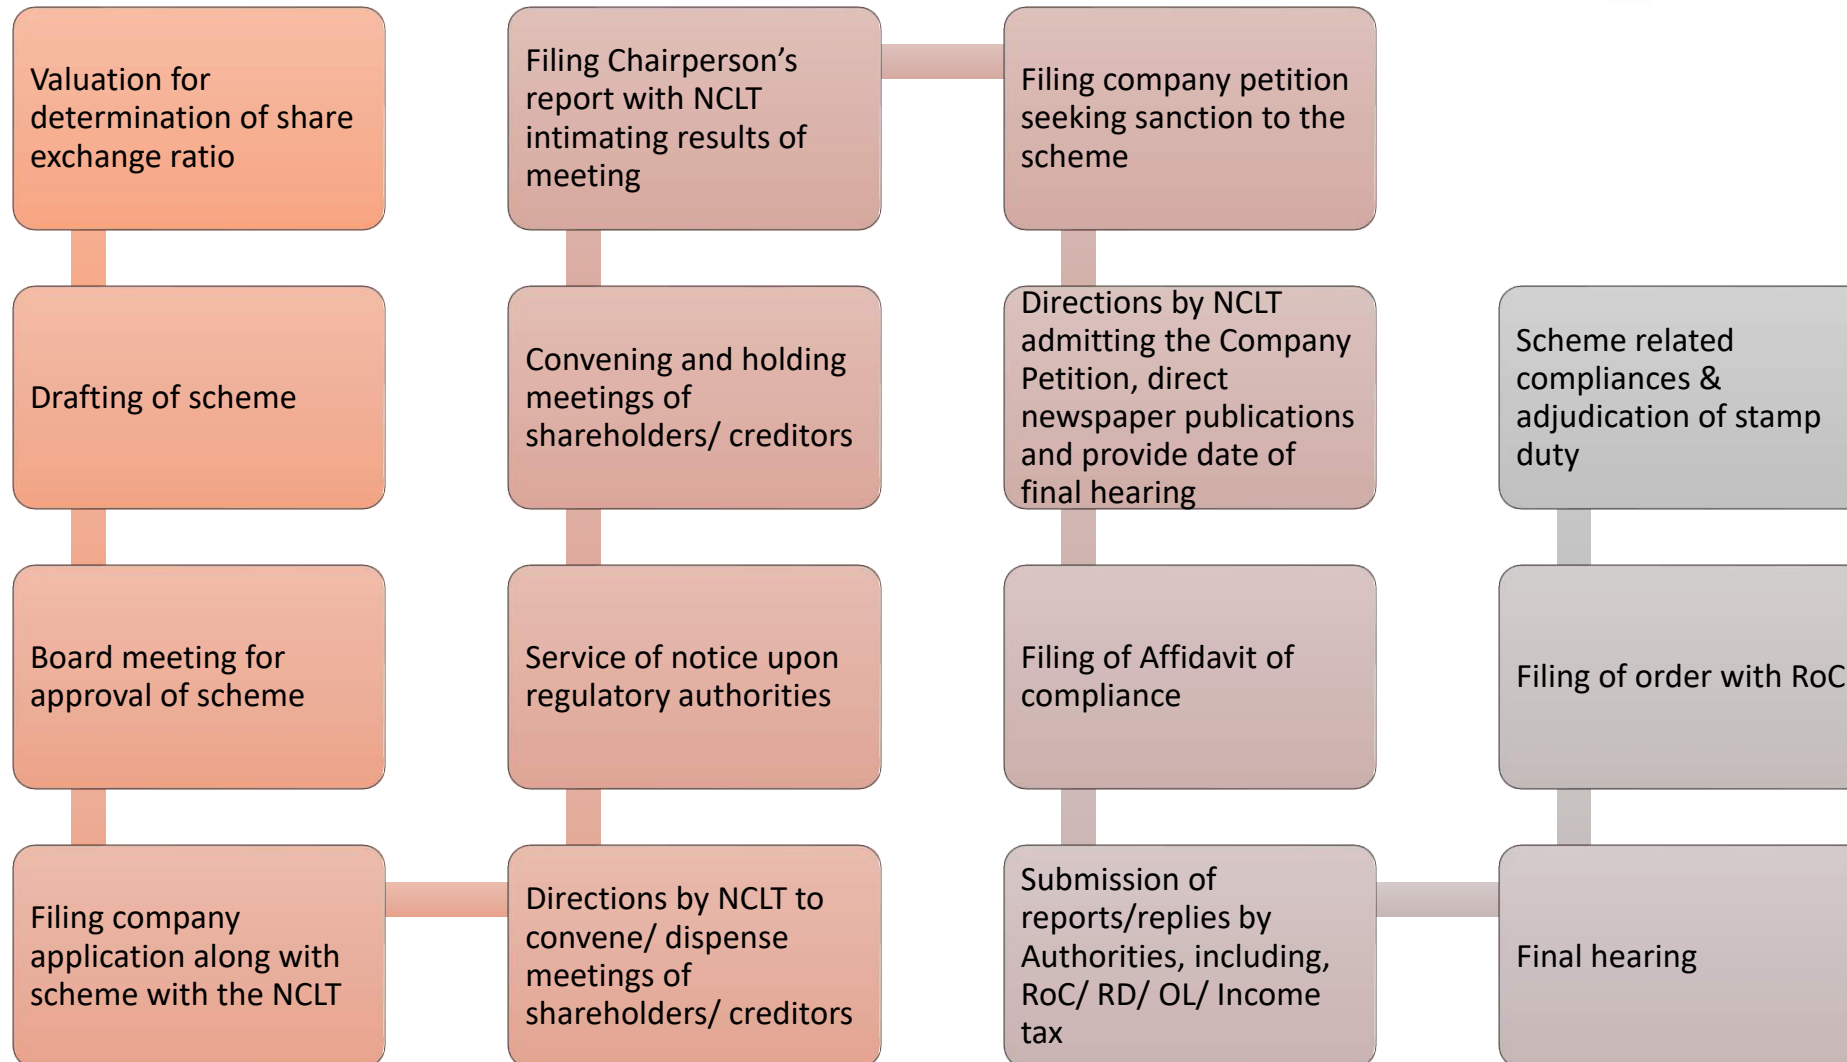 Valuation for
determination of share
exchange ratio
Drafting of scheme
Board meeting for
approval of scheme
Filing company
application along with
scheme with the NCLT
Directions by NCLT to
convene/ dispense
meetings of
shareholders/ creditors
Service of notice upon
regulatory authorities
Convening and holding
meetings of
shareholders/ creditors
Filing Chairperson’s
report with NCLT
intimating results of
meeting
Filing company petition
seeking sanction to the
scheme
Directions by NCLT
admitting the Company
Petition, direct
newspaper publications
and provide date of
final hearing
Filing of Affidavit of
compliance
Submission of
reports/replies by
Authorities, including,
RoC/ RD/ OL/ Income
tax
Final hearing
Filing of order with RoC
Scheme related
compliances &
adjudication of stamp
duty